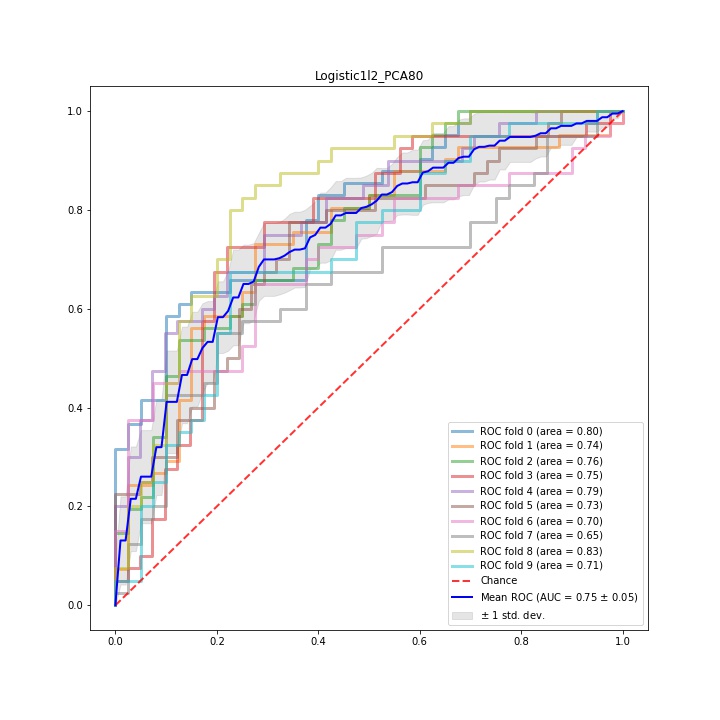 Logistic1l2_PCA80
1.0
0.8
0.6
0.4
0.2
0.0
0.0 0.2 0.4 0.6 0.8 1.0
ROC fold 0 (area = 0.80)
ROC fold 1 (area = 0.74)
ROC fold 2 (area = 0.76)
ROC fold 3 (area = 0.75)
ROC fold 4 (area = 0.79)
ROC fold 5 (area = 0.73)
ROC fold 6 (area = 0.70)
ROC fold 7 (area = 0.65)
ROC fold 8 (area = 0.83)
ROC fold 9 (area = 0.71)
Chance
Mean ROC (AUC = 0.75 ± 0.05)
± 1 std. dev.